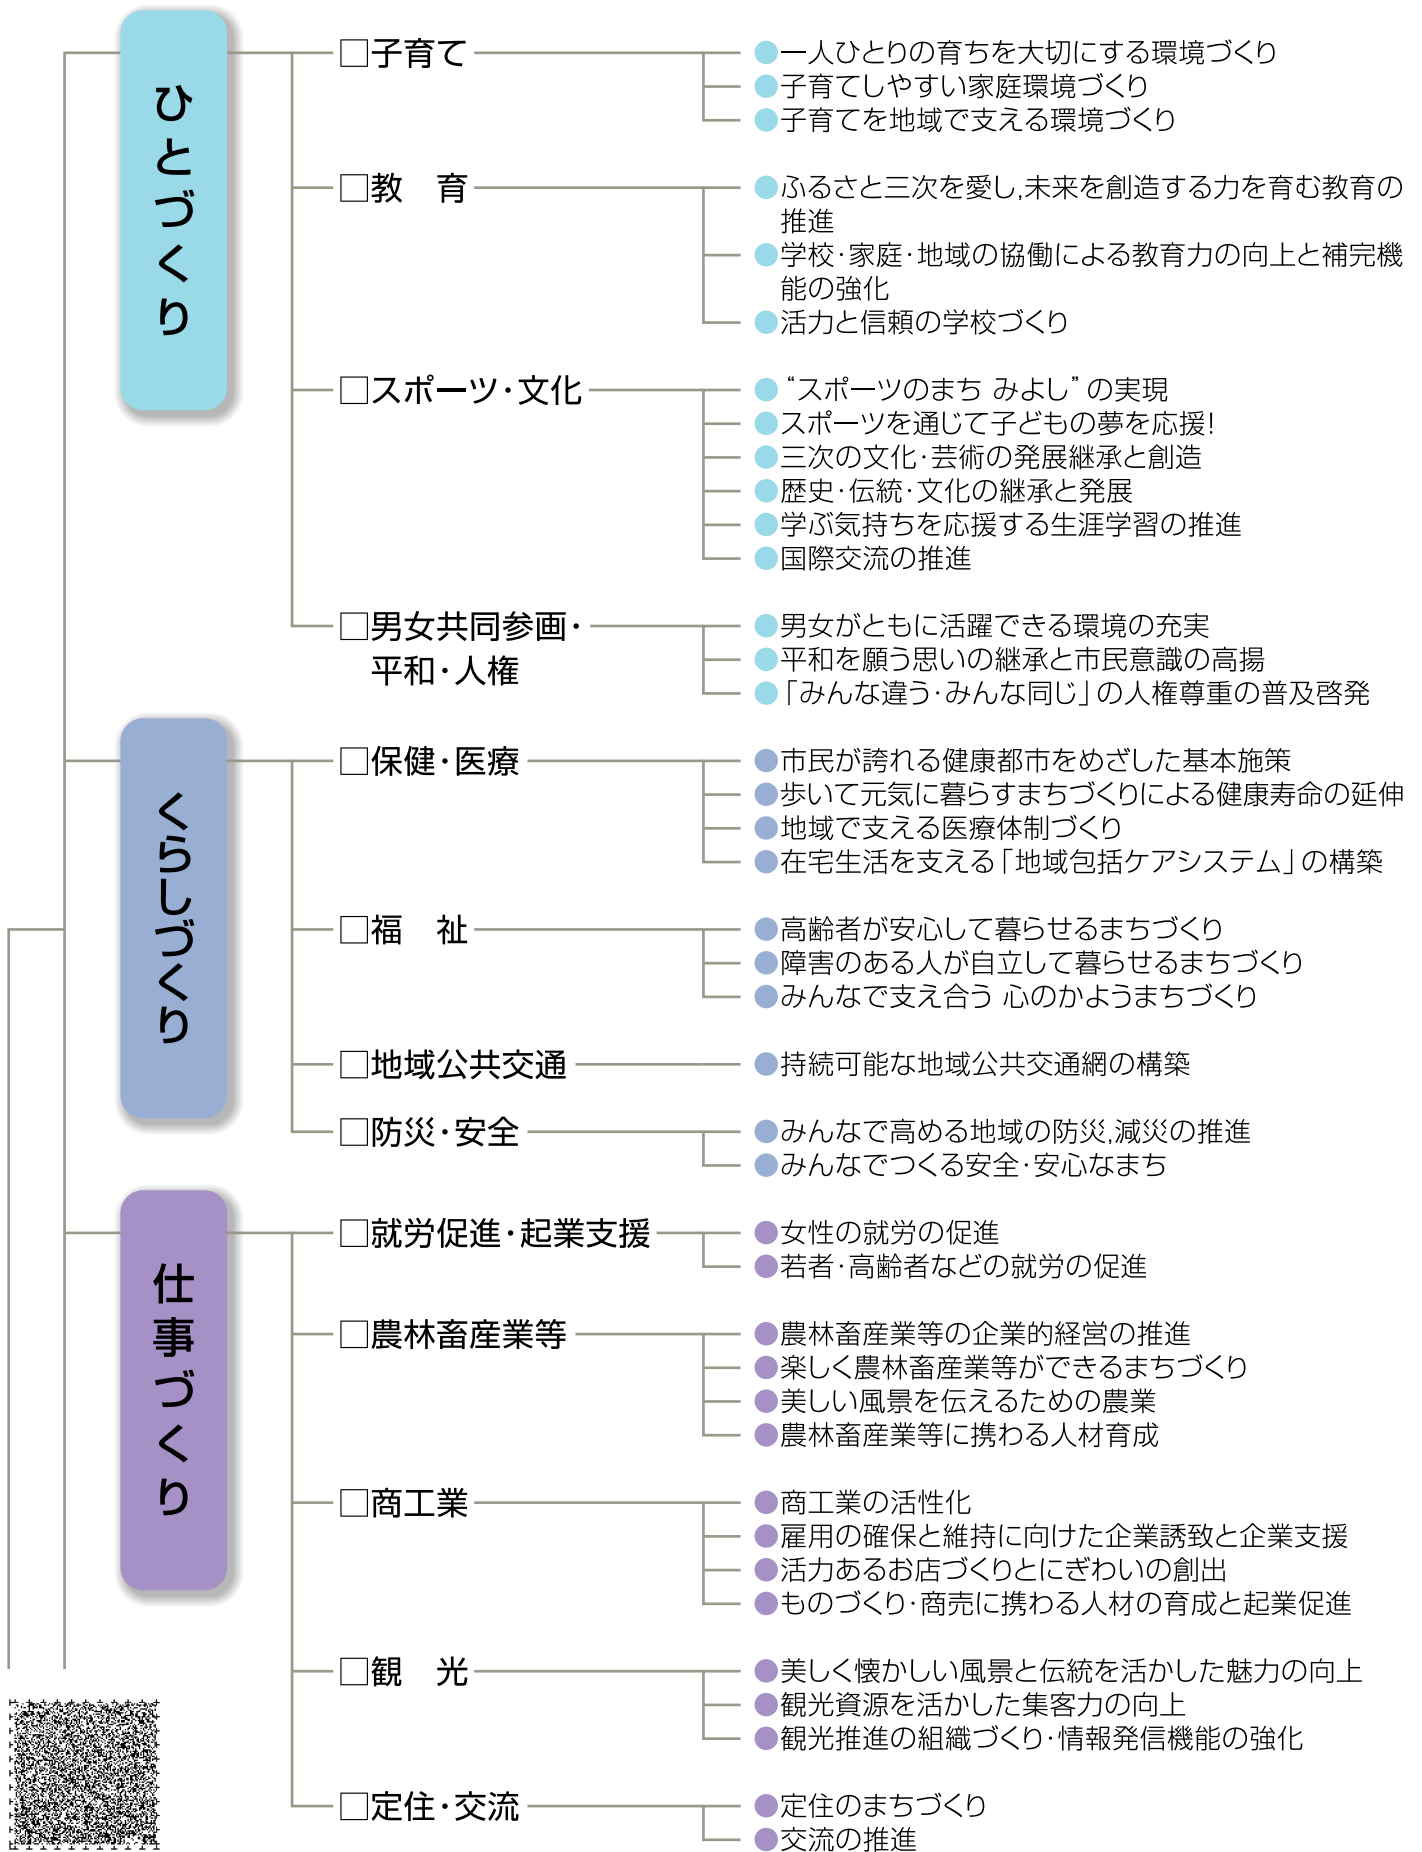 ひとづくり
□子育て
●一人ひとりの育ちを大切にする環境づくり
●子育てしやすい家庭環境づくり
●子育てを地域で支える環境づくり
□教　育
●ふるさと三次を愛し,未来を創造する力を育む教育の
推進
●学校・家庭・地域の協働による教育力の向上と補完機
能の強化
●活力と信頼の学校づくり
□スポーツ・文化
●“スポーツのまち みよし”の実現
●スポーツを通じて子どもの夢を応援!
●三次の文化・芸術の発展継承と創造
●歴史・伝統・文化の継承と発展
●学ぶ気持ちを応援する生涯学習の推進
●国際交流の推進
□男女共同参画・
平和・人権
●男女がともに活躍できる環境の充実
●平和を願う思いの継承と市民意識の高揚
●「みんな違う・みんな同じ」の人権尊重の普及啓発
くらしづくり
□保健・医療
●市民が誇れる健康都市をめざした基本施策
●歩いて元気に暮らすまちづくりによる健康寿命の延伸
●地域で支える医療体制づくり
●在宅生活を支える「地域包括ケアシステム」の構築
□福　祉
●高齢者が安心して暮らせるまちづくり
●障害のある人が自立して暮らせるまちづくり
●みんなで支え合う 心のかようまちづくり
□地域公共交通
●持続可能な地域公共交通網の構築
□防災・安全
●みんなで高める地域の防災,減災の推進
●みんなでつくる安全・安心なまち
仕事づくり
□就労促進・起業支援
●女性の就労の促進
●若者・高齢者などの就労の促進
□農林畜産業等
●農林畜産業等の企業的経営の推進
●楽しく農林畜産業等ができるまちづくり
●美しい風景を伝えるための農業
●農林畜産業等に携わる人材育成
□商工業
●商工業の活性化
●雇用の確保と維持に向けた企業誘致と企業支援
●活力あるお店づくりとにぎわいの創出
●ものづくり・商売に携わる人材の育成と起業促進
□観　光
●美しく懐かしい風景と伝統を活かした魅力の向上
●観光資源を活かした集客力の向上
●観光推進の組織づくり・情報発信機能の強化
□定住・交流
●定住のまちづくり
●交流の推進